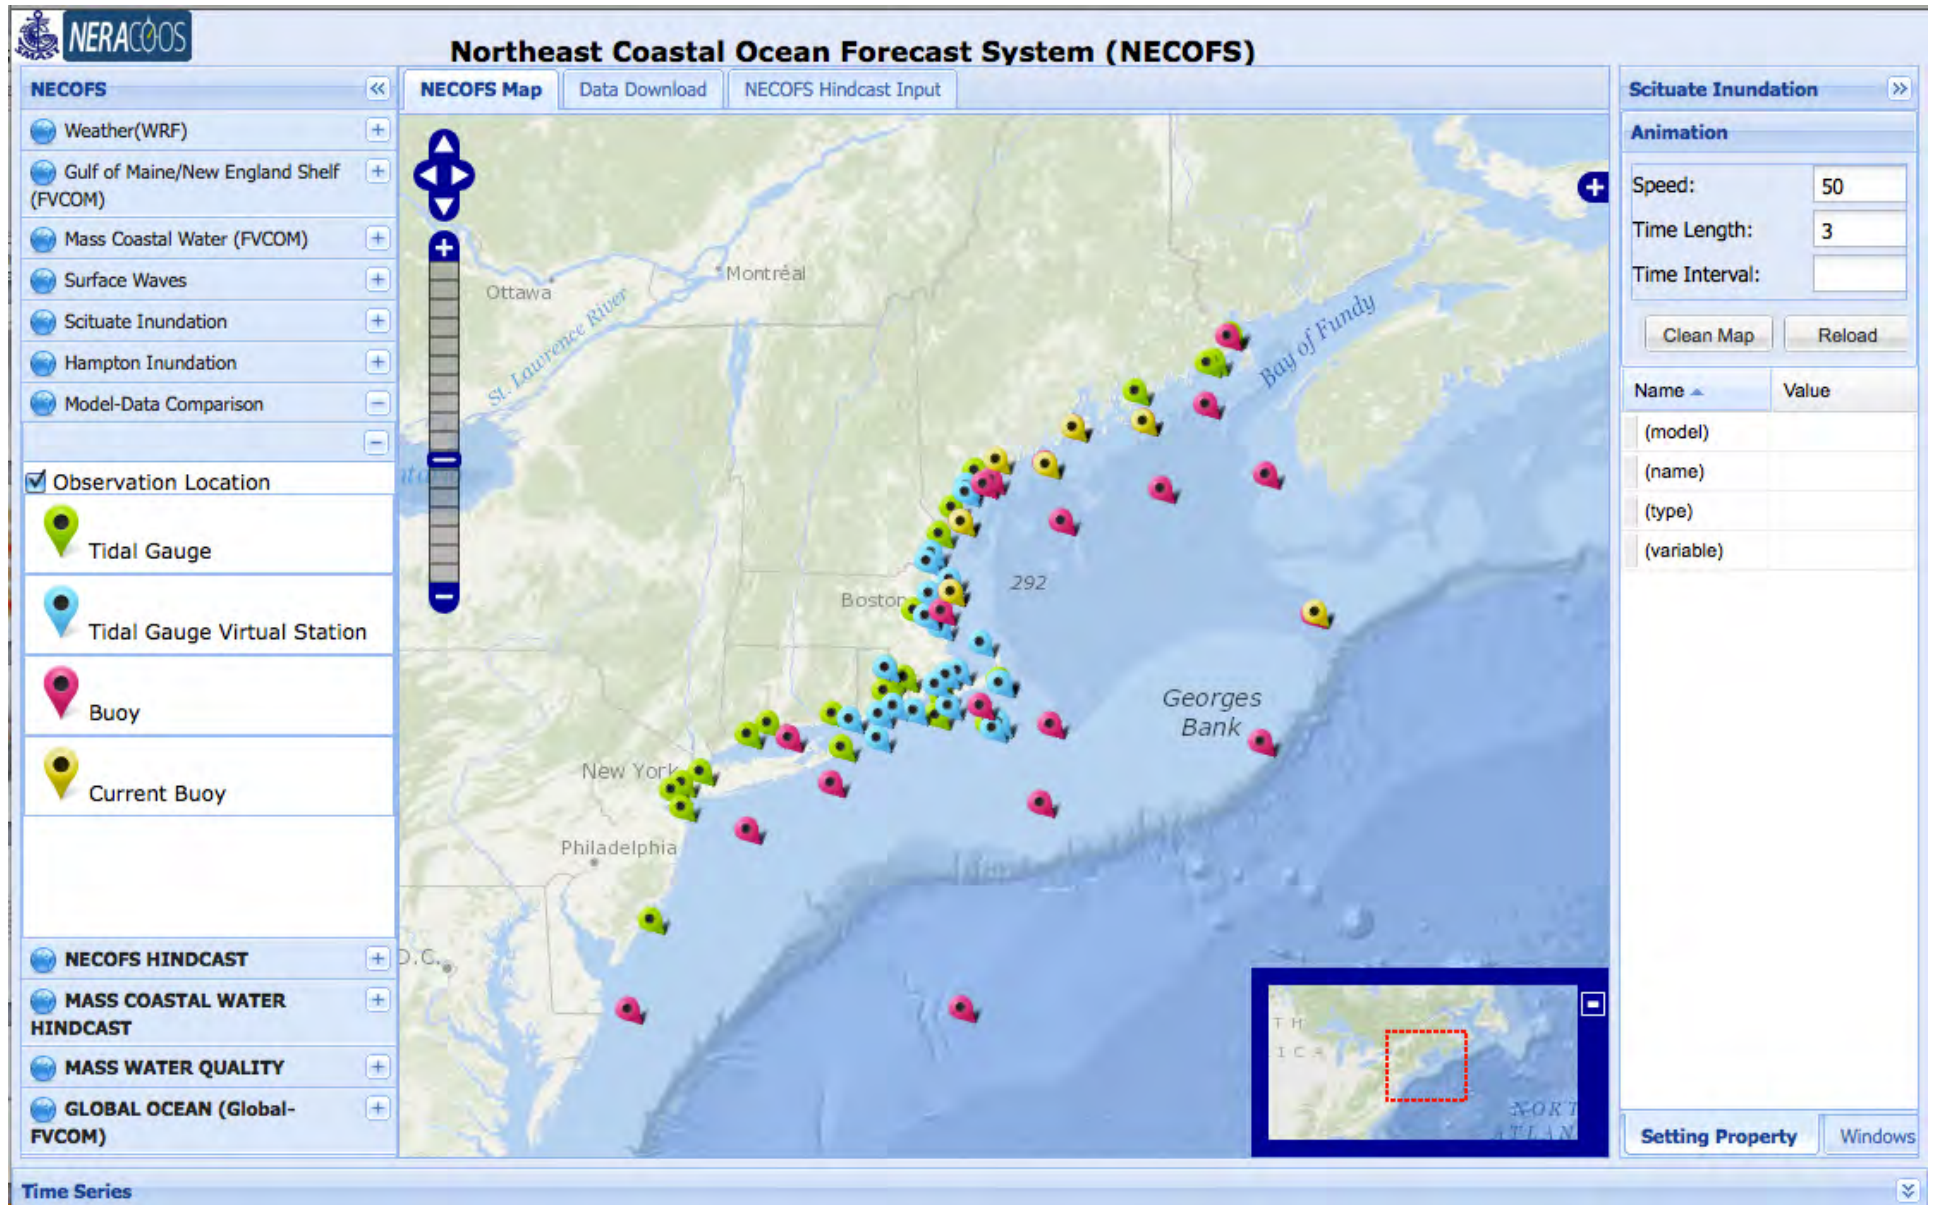 NERACOOS
Northeast Coastal Ocean Forecast System (NECOFS)
NECOFS
Weather(WRF)
Gulf of Maine/New England Shelf
(FVCOM)
Mass Coastal Water (FVCOM)
Surface Waves
Scituate Inundation
Hampton Inundation
Model-Data Comparison
Observation Location
Tidal Gauge
Tidal Gauge Virtual Station
Buoy
Current Buoy
NECOFS HINDCAST
MASS COASTAL WATER
HINDCAST
MASS WATER QUALITY
GLOBAL OCEAN (Global-
FVCOM)
NECOFS Map
Data Download
NECOFS Hindcast Input
Ottawa
Montréal
St. Lawrence River
Bay of Fundy
292
Boston
Georges
Bank
New York
Philadelphia
D.C.
T H
I C A
NORT
ATLAN
Scituate Inundation
Animation
Speed: 50
Time Length: 3
Time Interval:
Clean Map Reload
Name Value
(model)
(name)
(type)
(variable)
Setting Property Windows
Time Series